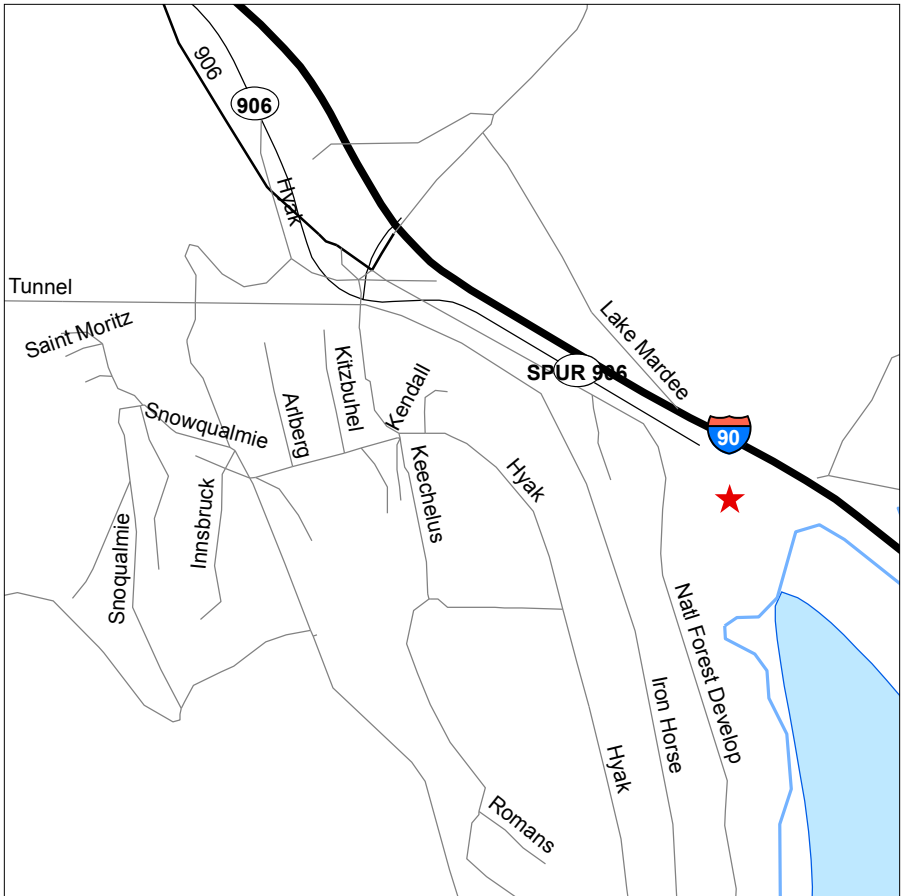 906
906
Hyak
Tunnel
Lake Mardee
Saint Moritz
SPUR 906
Kitzbuhel
Kendall
Arlberg
Snowqualmie
90
Keechelus
Hyak
Innsbruck
Snoqualmie
Natl Forest Develop
Iron Horse
Hyak
Romans